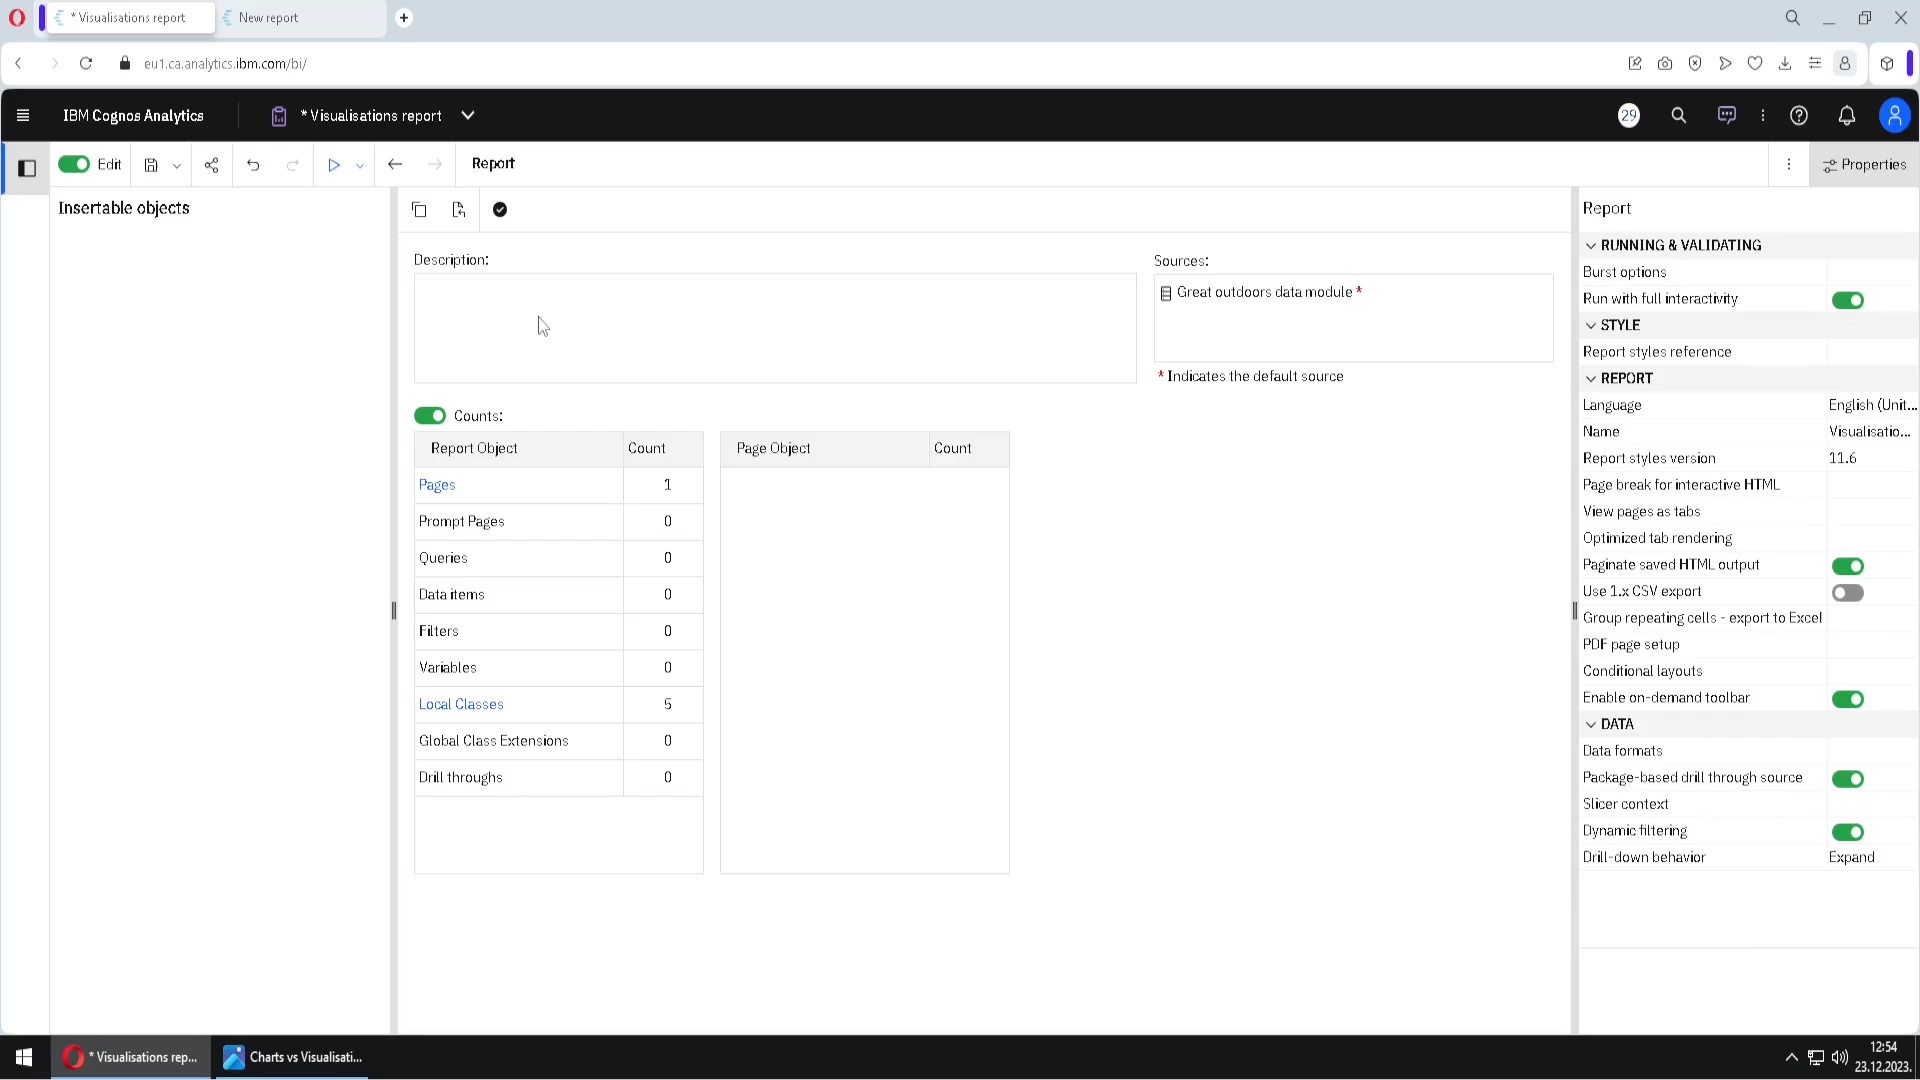 * Visualisations report
New report
eu1.ca.analytics.ibm.com/bi/
IBM Cognos Analytics
* Visualisations report
29
Edit
Report
Properties
Insertable objects
Description:
Sources:
Great outdoors data module *
* Indicates the default source
Counts:
Report Object Count
Pages 1
Prompt Pages 0
Queries 0
Data items 0
Filters 0
Variables 0
Local Classes 5
Global Class Extensions 0
Drill throughs 0
Page Object Count
Report
RUNNING & VALIDATING
Burst options
Run with full interactivity
STYLE
Report styles reference
REPORT
Language English (Unit...
Name Visualisatio...
Report styles version 11.6
Page break for interactive HTML
View pages as tabs
Optimized tab rendering
Paginate saved HTML output
Use 1.x CSV export
Group repeating cells - export to Excel
PDF page setup
Conditional layouts
Enable on-demand toolbar
DATA
Data formats
Package-based drill through source
Slicer context
Dynamic filtering
Drill-down behavior Expand
* Visualisations rep...
Charts vs Visualisati...
12:54
23.12.2023.